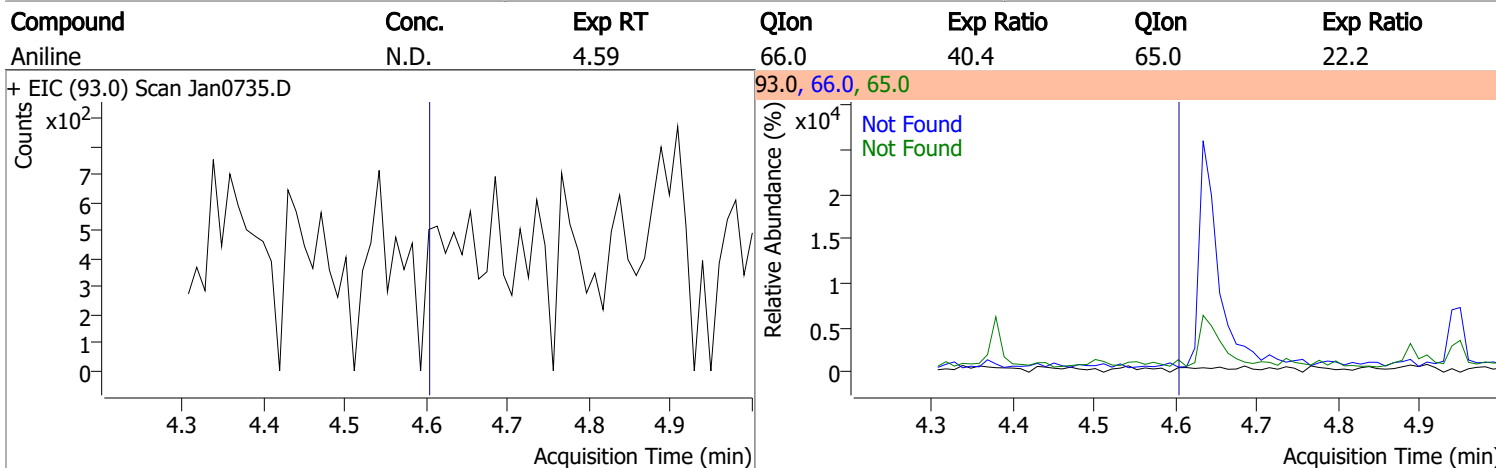 Compound Conc. Exp RT QIon Exp Ratio QIon Exp Ratio
Aniline N.D. 4.59 66.0 40.4 65.0 22.2
+ EIC (93.0) Scan Jan0735.D
Counts
x10²
7
6
5
4
3
2
1
0
4.3 4.4 4.5 4.6 4.7 4.8 4.9
Acquisition Time (min)
93.0, 66.0, 65.0
Relative Abundance (%)
x10⁴
Not Found
Not Found
2
1.5
1
0.5
0
4.3 4.4 4.5 4.6 4.7 4.8 4.9
Acquisition Time (min)